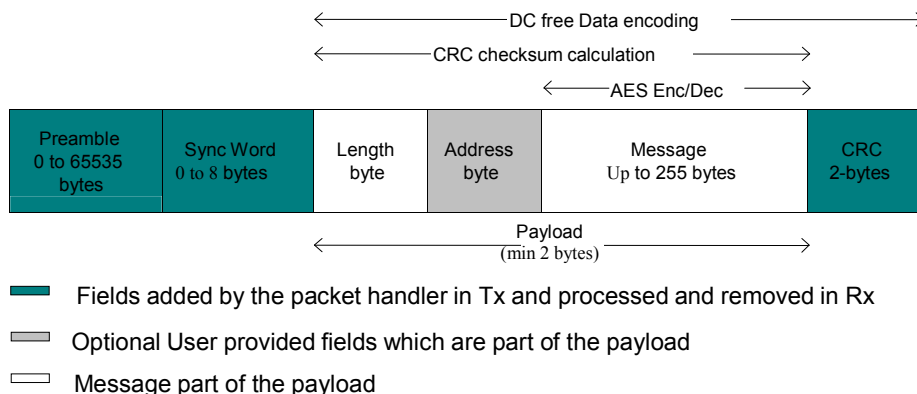 DC free Data encoding
CRC checksum calculation
AES Enc/Dec
Preamble
0 to 65535
bytes
Sync Word
0 to 8 bytes
Length
byte
Address
byte
Message
Up to 255 bytes
CRC
2-bytes
Payload
(min 2 bytes)
Fields added by the packet handler in Tx and processed and removed in Rx
Optional User provided fields which are part of the payload
Message part of the payload